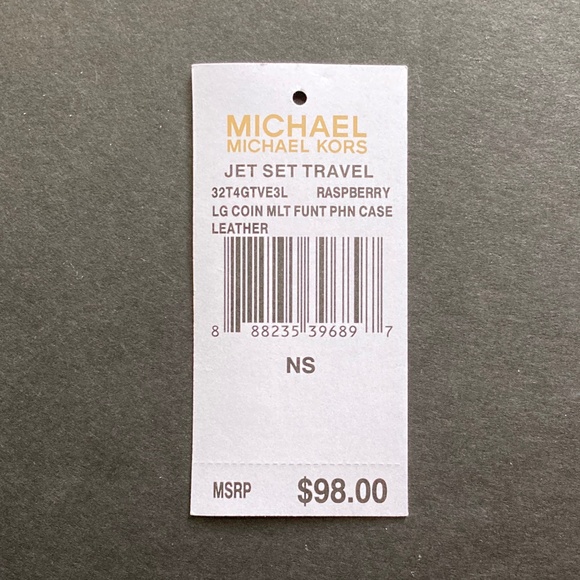 MICHAEL
MICHAEL KORS
JET SET TRAVEL
32T4GTVE3L RASPBERRY
LG COIN MLT FUNT PHN CASE
LEATHER
8 88235 39689 7
NS
MSRP $98.00